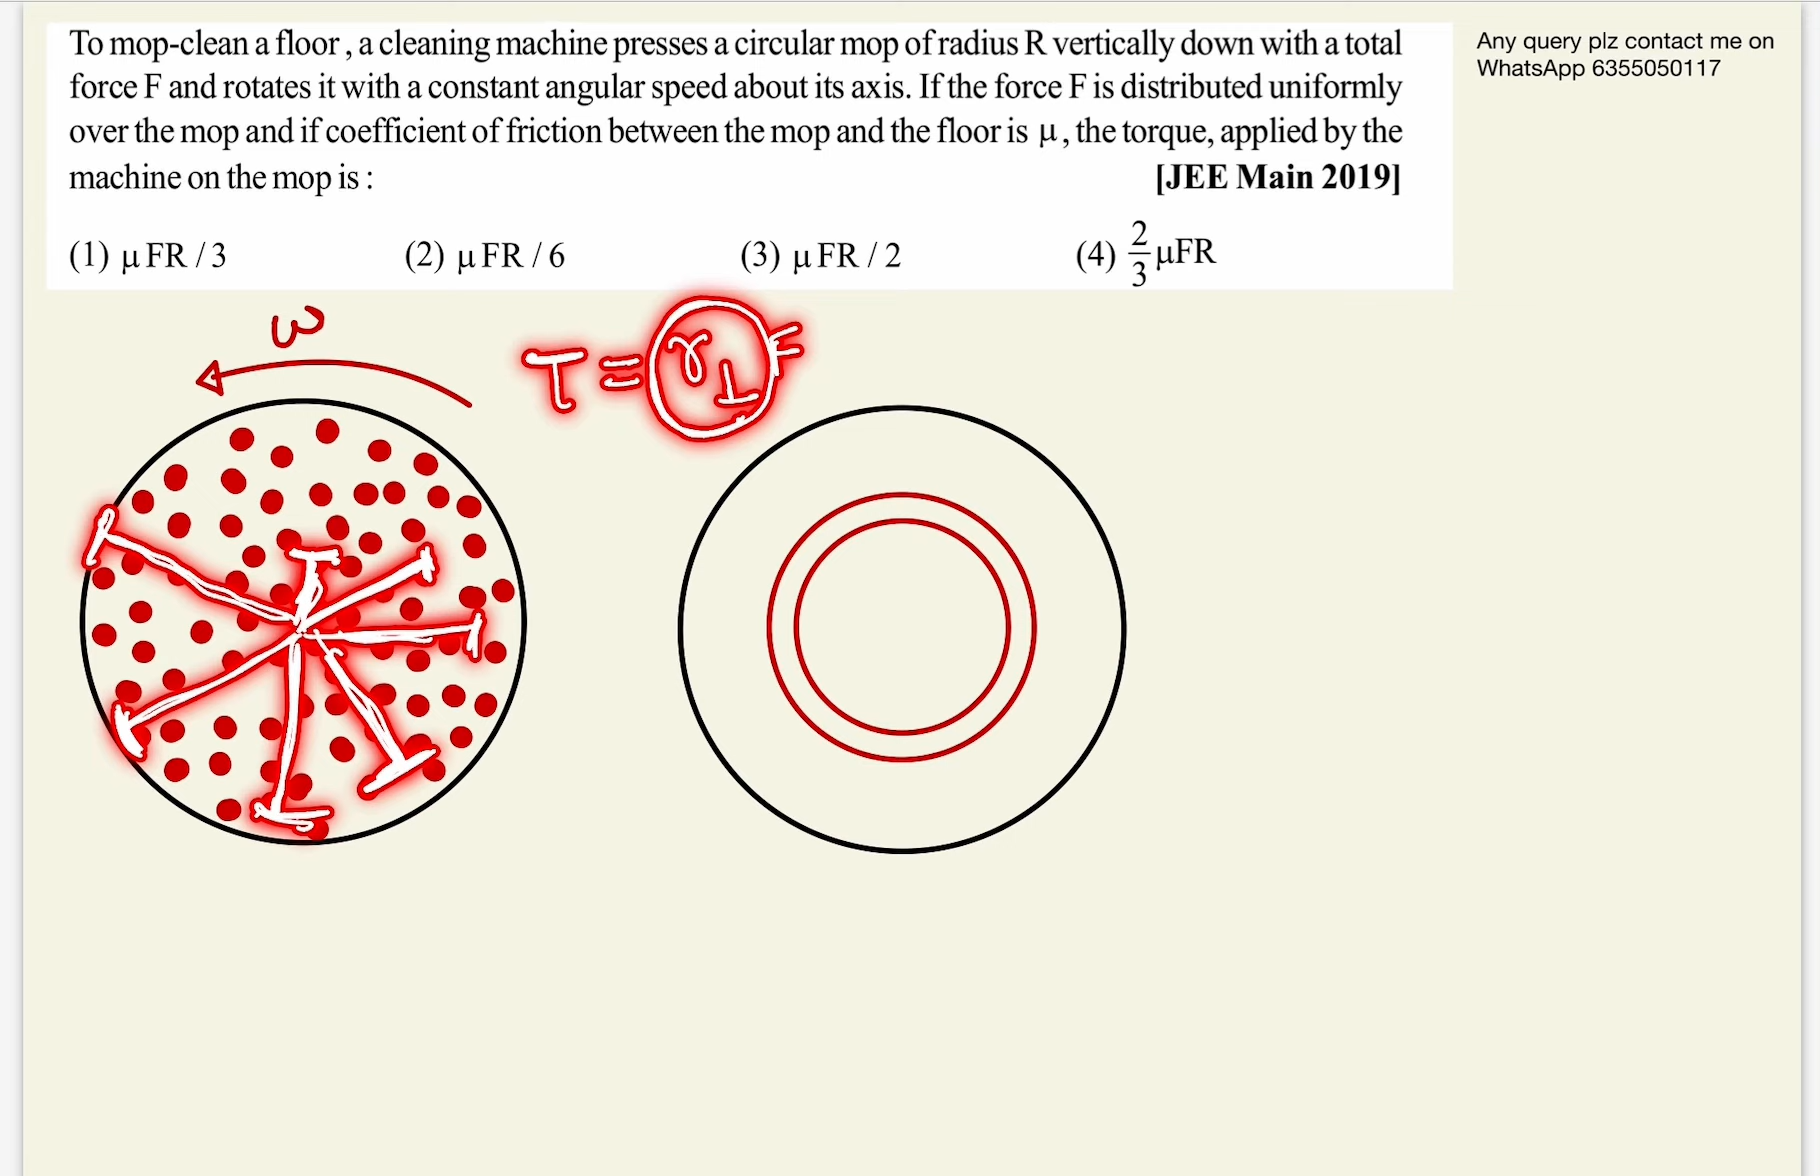 To mop-clean a floor , a cleaning machine presses a circular mop of radius R vertically down with a total
force F and rotates it with a constant angular speed about its axis. If the force F is distributed uniformly
over the mop and if coefficient of friction between the mop and the floor is μ, the torque, applied by the
machine on the mop is : [JEE Main 2019]
(1) μ FR / 3 (2) μ FR / 6 (3) μ FR / 2 (4) 2/3 μFR
Any query plz contact me on
WhatsApp 6355050117
ω
τ = r⊥ F